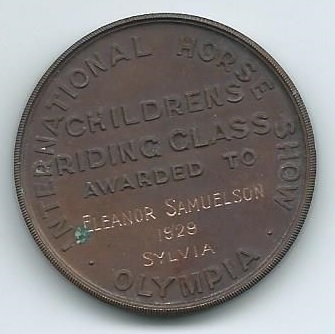 INTERNATIONAL HORSE SHOW
· OLYMPIA ·
CHILDRENS
RIDING CLASS
AWARDED TO
ELEANOR SAMUELSON
1929
SYLVIA